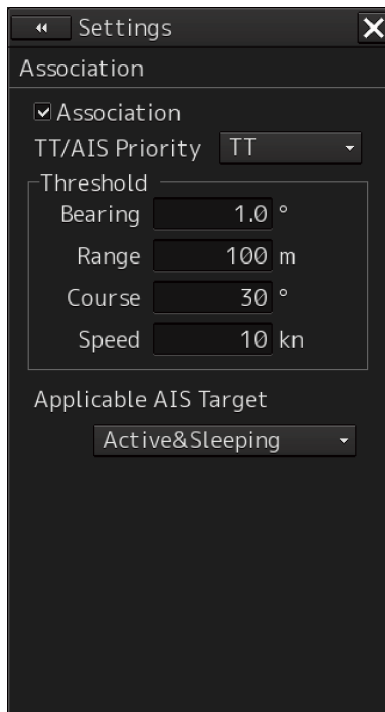 Settings
Association
Association
TT/AIS Priority TT
Threshold
Bearing 1.0 °
Range 100 m
Course 30 °
Speed 10 kn
Applicable AIS Target
Active&Sleeping